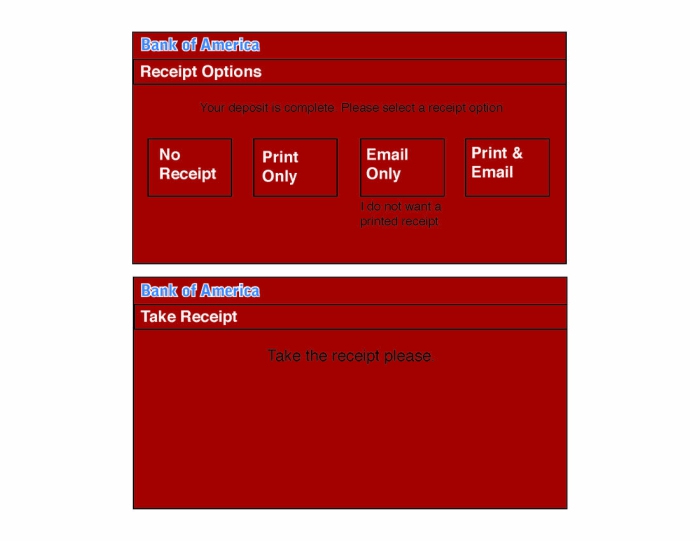 Bank of America
Receipt Options
Your deposit is complete. Please select a receipt option
No
Receipt
Print
Only
Email
Only
Print &
Email
I do not want a
printed receipt
Bank of America
Take Receipt
Take the receipt please